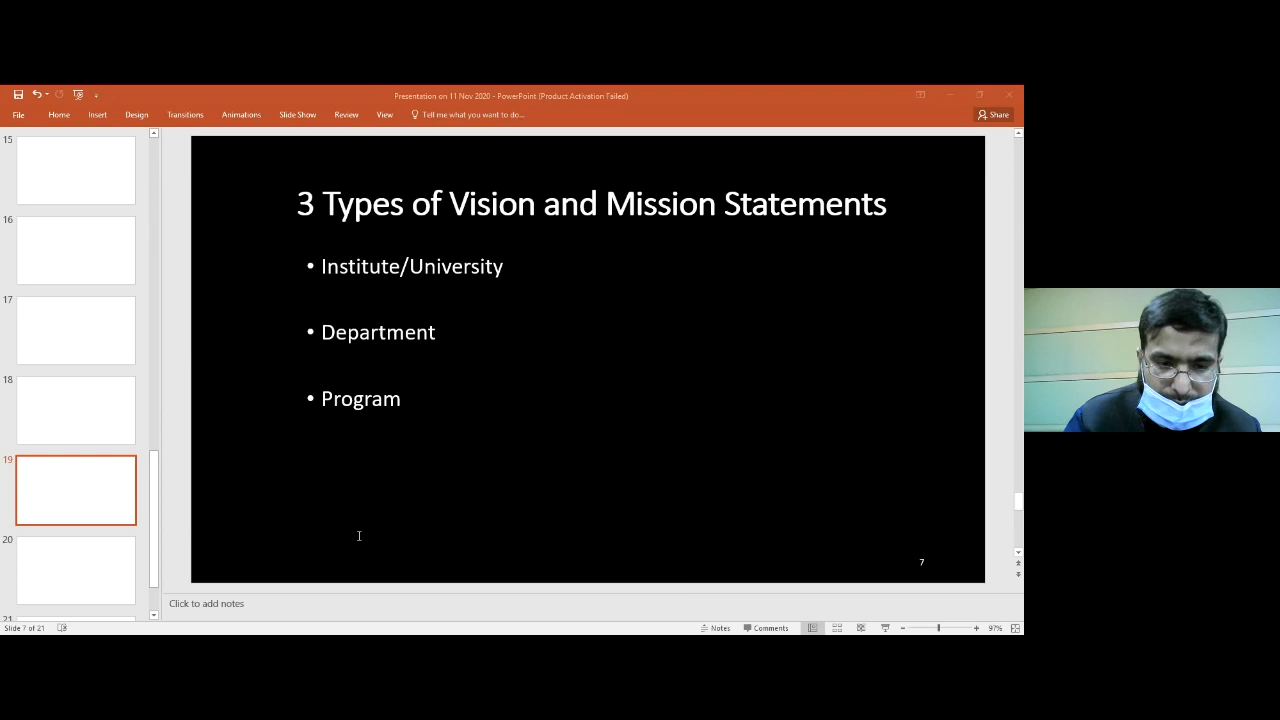 Presentation on 11 Nov 2020 - PowerPoint (Product Activation Failed)
File Home Insert Design Transitions Animations Slide Show Review View Tell me what you want to do... Share
15
16
17
18
19
20
21
3 Types of Vision and Mission Statements
• Institute/University
• Department
• Program
7
Click to add notes
Slide 7 of 21 Notes Comments 97%